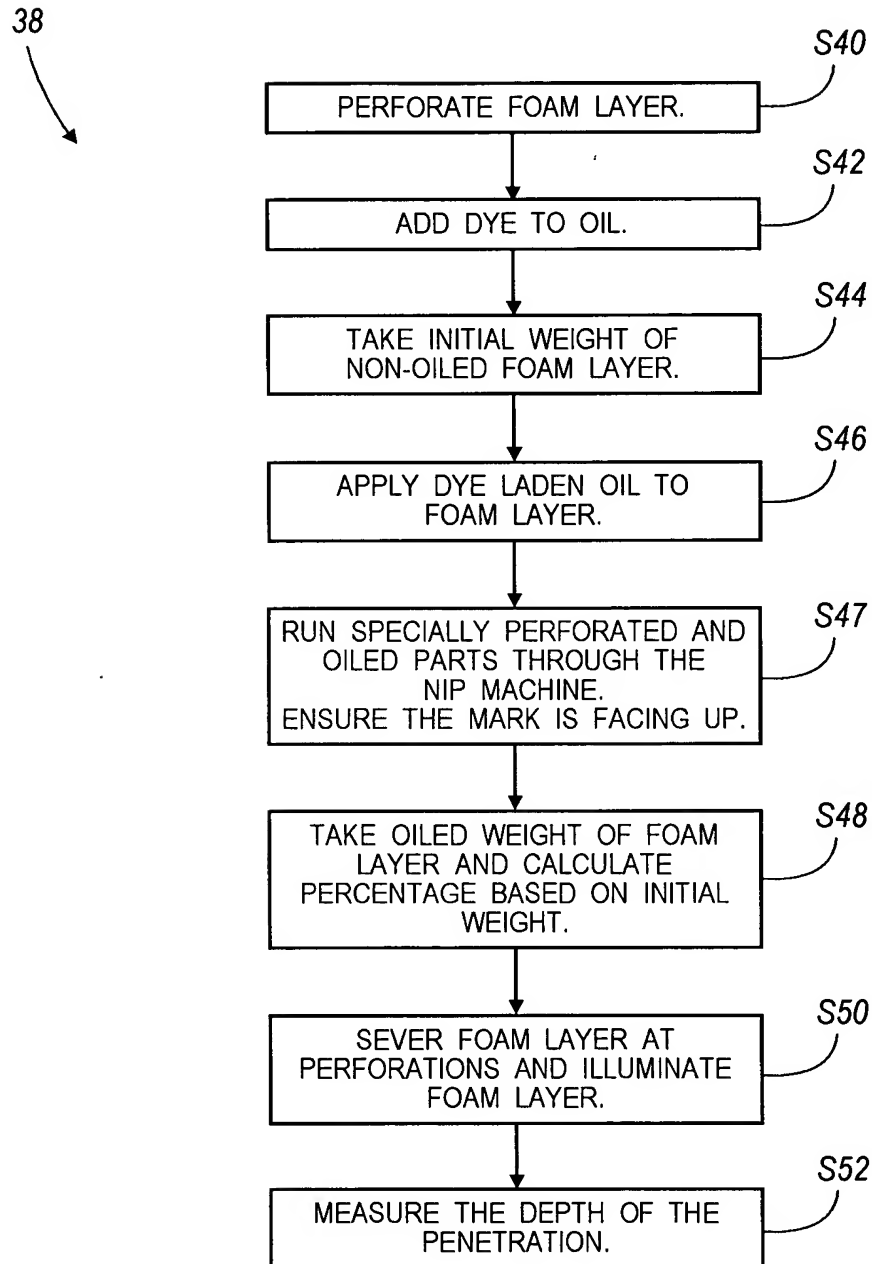 38
S40
PERFORATE FOAM LAYER.
S42
ADD DYE TO OIL.
S44
TAKE INITIAL WEIGHT OF
NON-OILED FOAM LAYER.
S46
APPLY DYE LADEN OIL TO
FOAM LAYER.
S47
RUN SPECIALLY PERFORATED AND
OILED PARTS THROUGH THE
NIP MACHINE.
ENSURE THE MARK IS FACING UP.
S48
TAKE OILED WEIGHT OF FOAM
LAYER AND CALCULATE
PERCENTAGE BASED ON INITIAL
WEIGHT.
S50
SEVER FOAM LAYER AT
PERFORATIONS AND ILLUMINATE
FOAM LAYER.
S52
MEASURE THE DEPTH OF THE
PENETRATION.